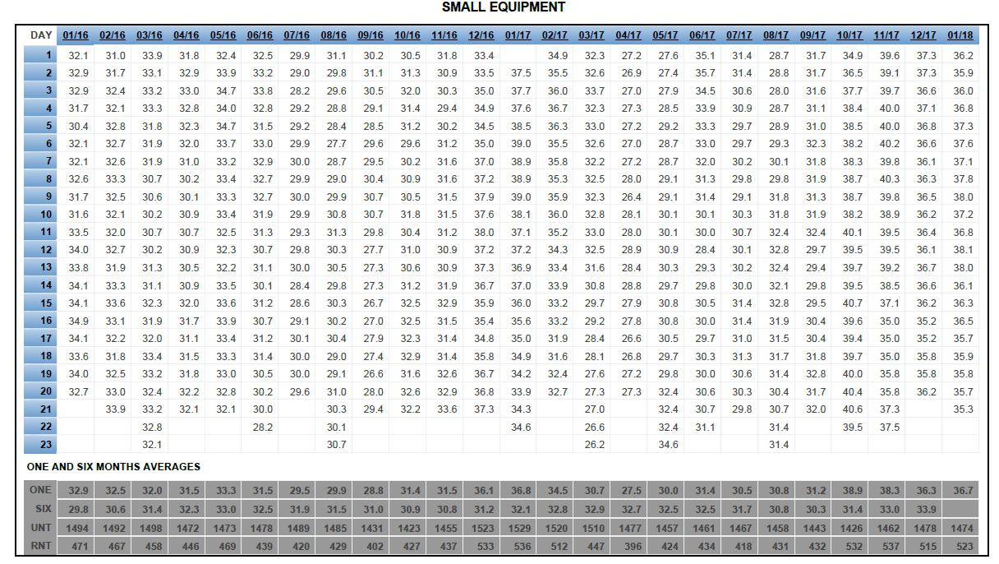 SMALL EQUIPMENT
DAY 01/16 02/16 03/16 04/16 05/16 06/16 07/16 08/16 09/16 10/16 11/16 12/16 01/17 02/17 03/17 04/17 05/17 06/17 07/17 08/17 09/17 10/17 11/17 12/17 01/18
1 32.1 31.0 33.9 31.8 32.4 32.5 29.9 31.1 30.2 30.5 31.8 33.4 34.9 32.3 27.2 27.6 35.1 31.4 28.7 31.7 34.9 39.6 37.3 36.2
2 32.9 31.7 33.1 32.9 33.9 33.2 29.0 29.8 31.1 31.3 30.9 33.5 37.5 35.5 32.6 26.9 27.4 35.7 31.4 28.8 31.7 36.5 39.1 37.3 35.9
3 32.9 32.4 33.2 33.0 34.7 33.8 28.2 29.6 30.5 32.0 30.3 35.0 37.7 36.0 33.7 27.0 27.9 34.5 30.6 28.0 31.6 37.7 39.7 36.6 36.0
4 31.7 32.1 33.3 32.8 34.0 32.8 29.2 28.8 29.1 31.4 29.4 34.9 37.6 36.7 32.3 27.3 28.5 33.9 30.9 28.7 31.1 38.4 40.0 37.1 36.8
5 30.4 32.8 31.8 32.3 34.7 31.5 29.2 28.4 28.5 31.2 30.2 34.5 38.5 36.3 33.0 27.2 29.2 33.3 29.7 28.9 31.0 38.5 40.0 36.8 37.3
6 32.1 32.7 31.9 32.0 33.7 33.0 29.9 27.7 29.6 29.6 31.2 35.0 39.0 35.5 32.6 27.0 28.7 33.0 29.7 29.3 32.3 38.2 40.2 36.6 37.6
7 32.1 32.6 31.9 31.0 33.2 32.9 30.0 28.7 29.5 30.2 31.6 37.0 38.9 35.8 32.2 27.2 28.7 32.0 30.2 30.1 31.8 38.3 39.8 36.1 37.1
8 32.6 33.3 30.7 30.2 33.4 32.7 29.9 29.0 30.4 30.9 31.6 37.2 38.9 35.3 32.5 28.0 29.1 31.3 29.8 29.8 31.9 38.7 40.3 36.3 37.8
9 31.7 32.5 30.6 30.1 33.3 32.7 30.0 29.9 30.7 30.5 31.5 37.9 39.0 35.9 32.3 26.4 29.1 31.4 29.1 31.8 31.3 38.7 39.8 36.5 38.0
10 31.6 32.1 30.2 30.9 33.4 31.9 29.9 30.8 30.7 31.8 31.5 37.6 38.1 36.0 32.8 28.1 30.1 30.1 30.3 31.8 31.9 38.2 38.9 36.2 37.2
11 33.5 32.0 30.7 30.7 32.5 31.3 29.3 31.3 29.8 30.4 31.2 38.0 37.1 35.2 33.0 28.0 30.1 30.0 30.7 32.4 32.4 40.1 39.5 36.4 36.8
12 34.0 32.7 30.2 30.9 32.3 30.7 29.8 30.3 27.7 31.0 30.9 37.2 37.2 34.3 32.5 28.9 30.9 28.4 30.1 32.8 29.7 39.5 39.5 36.1 38.1
13 33.8 31.9 31.3 30.5 32.2 31.1 30.0 30.5 27.3 30.6 30.9 37.3 36.9 33.4 31.6 28.4 30.3 29.3 30.2 32.4 29.4 39.7 39.2 36.7 38.0
14 34.1 33.3 31.1 30.9 33.5 30.1 28.4 29.8 27.3 31.2 31.9 36.7 37.0 33.9 30.8 28.8 29.7 29.8 30.0 32.1 29.8 39.5 38.5 36.6 36.1
15 34.1 33.6 32.3 32.0 33.6 31.2 28.6 30.3 26.7 32.5 32.9 35.9 36.0 33.2 29.7 27.9 30.8 30.5 31.4 32.8 29.5 40.7 37.1 36.2 36.3
16 34.9 33.1 31.9 31.7 33.9 30.7 29.1 30.2 27.0 32.5 31.5 35.4 35.6 33.2 29.2 27.8 30.8 30.0 31.4 31.9 30.4 39.6 35.0 35.2 36.5
17 34.1 32.2 32.0 31.1 33.4 31.2 30.1 30.4 27.9 32.3 31.4 34.8 35.0 31.9 28.4 26.6 30.5 29.7 31.0 31.5 30.4 39.4 35.0 35.2 35.7
18 33.6 31.8 33.4 31.5 33.3 31.4 30.0 29.0 27.4 32.9 31.4 35.8 34.9 31.6 28.1 26.8 29.7 30.3 31.3 31.7 31.8 39.7 35.0 35.8 35.9
19 34.0 32.5 33.2 31.8 33.0 30.5 30.0 29.1 26.6 31.6 32.6 36.7 34.2 32.4 27.6 27.2 29.8 30.0 30.6 31.4 32.8 40.0 35.8 35.8 35.8
20 32.7 33.0 32.4 32.2 32.8 30.2 29.6 31.0 28.0 32.6 32.9 36.8 33.9 32.7 27.3 27.3 32.4 30.6 30.3 30.4 31.7 40.4 35.8 36.2 35.7
21 33.9 33.2 32.1 32.1 30.0 30.3 29.4 32.2 33.6 37.3 34.3 27.0 32.4 30.7 29.8 30.7 32.0 40.6 37.3 35.3
22 32.8 28.2 30.1 34.6 26.6 32.4 31.1 31.4 39.5 37.5
23 32.1 30.7 26.2 34.6 31.4
ONE AND SIX MONTHS AVERAGES
ONE 32.9 32.5 32.0 31.5 33.3 31.5 29.5 29.9 28.8 31.4 31.5 36.1 36.8 34.5 30.7 27.5 30.0 31.4 30.5 30.8 31.2 38.9 38.3 36.3 36.7
SIX 29.8 30.6 31.4 32.3 33.0 32.5 31.9 31.5 31.0 30.9 30.8 31.2 32.1 32.8 32.9 32.7 32.5 32.5 31.7 30.8 30.3 31.4 33.0 33.9
UNT 1494 1492 1498 1472 1473 1478 1489 1485 1431 1423 1455 1523 1529 1520 1510 1477 1457 1461 1467 1458 1443 1426 1462 1478 1474
RNT 471 467 458 446 469 439 420 429 402 427 437 533 536 512 447 396 424 434 418 431 432 532 537 515 523